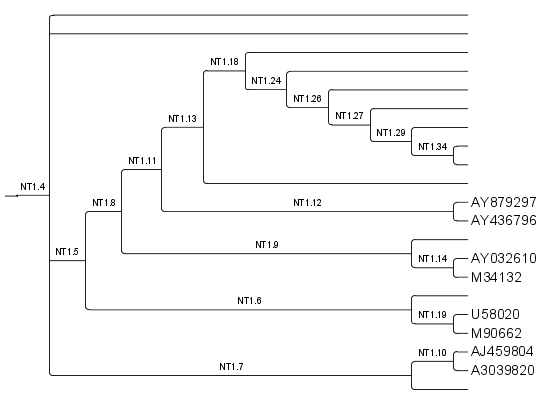 NT1.18
NT1.24
NT1.26
NT1.27
NT1.13
NT1.29
NT1.34
NT1.11
NT1.4
NT1.8
NT1.12
AY879297
AY436796
NT1.9
NT1.5
NT1.14
AY032610
M34132
NT1.6
NT1.19
U58020
M90662
NT1.10
AJ459804
NT1.7
A3039820